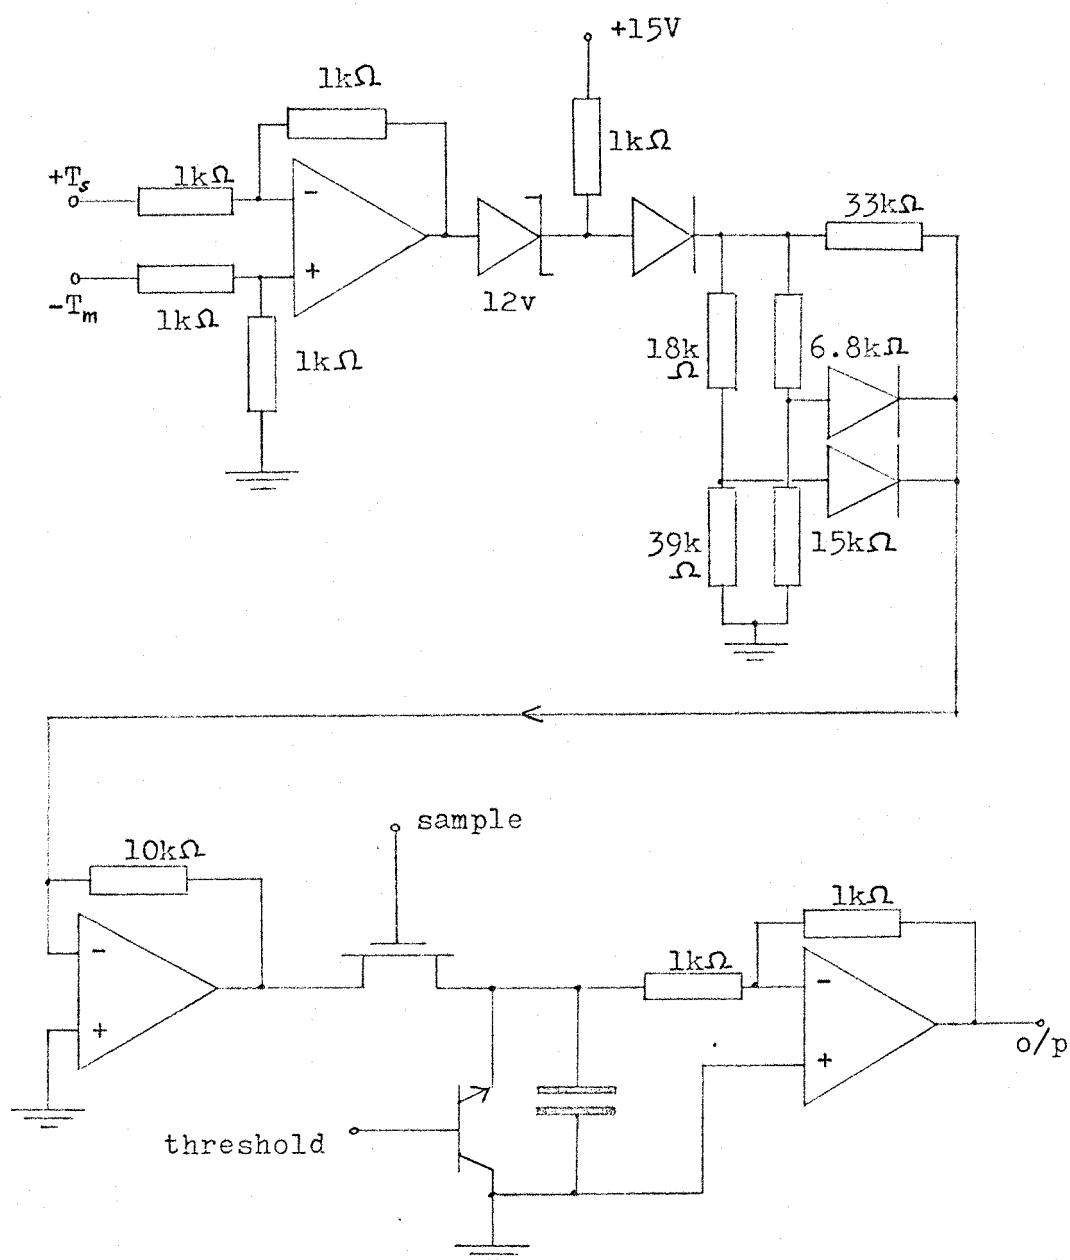 +15V
1kΩ
1kΩ
+Ts
1kΩ
-
33kΩ
+
-Tm
1kΩ
12v
1kΩ
18k
Ω
6.8kΩ
39k
Ω
15kΩ
sample
10kΩ
1kΩ
-
1kΩ
-
+
o/p
+
threshold